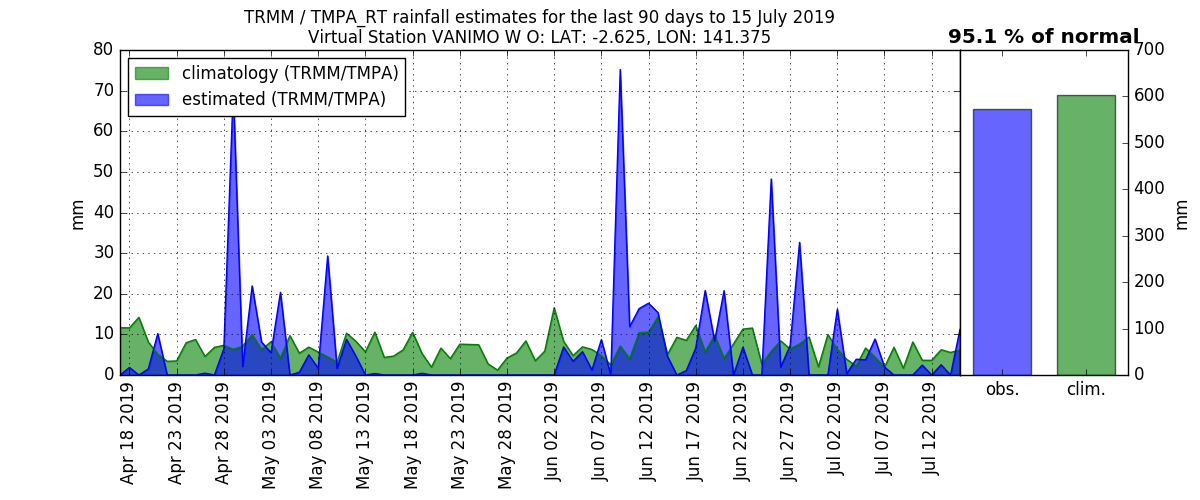 TRMM / TMPA_RT rainfall estimates for the last 90 days to 15 July 2019
Virtual Station VANIMO W O: LAT: -2.625, LON: 141.375
95.1 % of normal
climatology (TRMM/TMPA)
estimated (TRMM/TMPA)
mm
80
70
60
50
40
30
20
10
0
Apr 18 2019
Apr 23 2019
Apr 28 2019
May 03 2019
May 08 2019
May 13 2019
May 18 2019
May 23 2019
May 28 2019
Jun 02 2019
Jun 07 2019
Jun 12 2019
Jun 17 2019
Jun 22 2019
Jun 27 2019
Jul 02 2019
Jul 07 2019
Jul 12 2019
700
600
500
400
300
200
100
0
mm
obs.
clim.